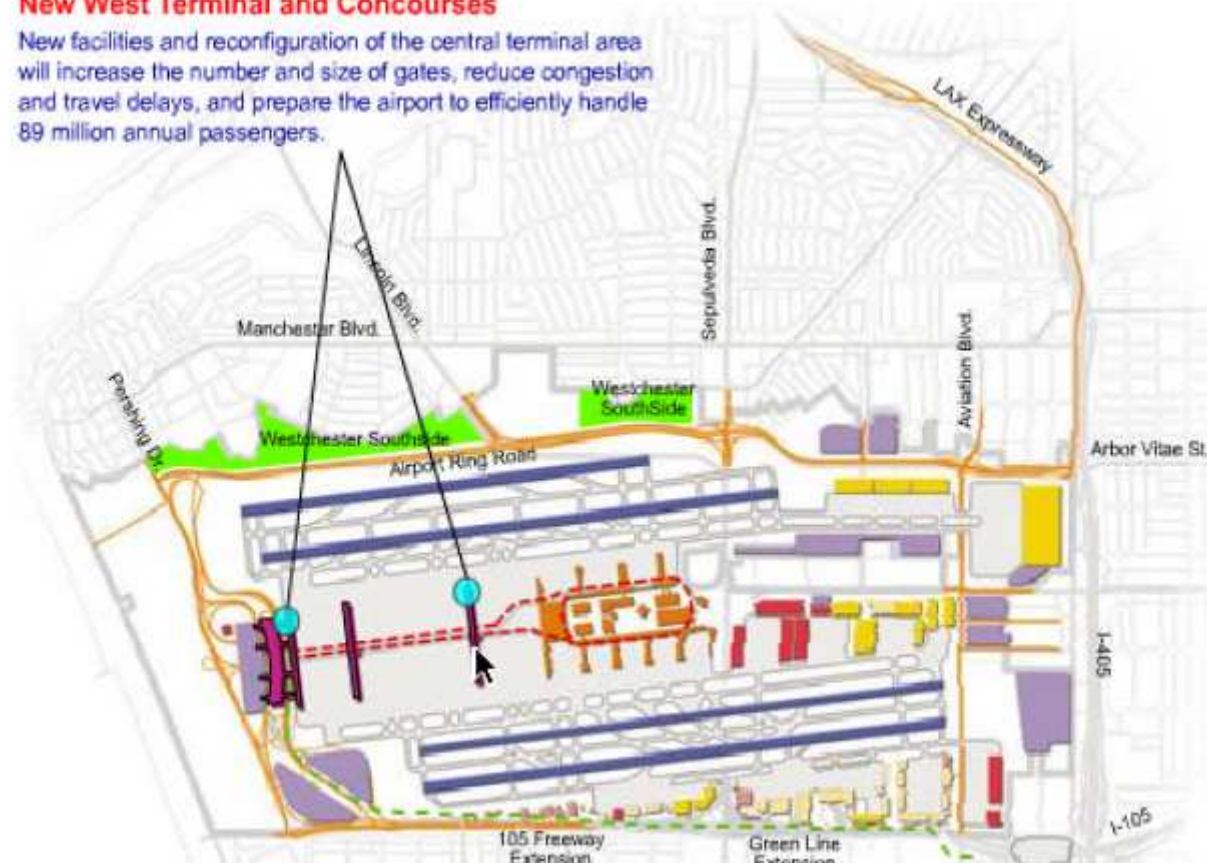 New West Terminal and Concourses
New facilities and reconfiguration of the central terminal area
will increase the number and size of gates, reduce congestion
and travel delays, and prepare the airport to efficiently handle
89 million annual passengers.
LAX Expressway
Sepulveda Blvd.
Lincoln Blvd.
Manchester Blvd.
Aviation Blvd.
Pershing Dr.
Westchester
SouthSide
Westchester Southside
Airport Ring Road
Arbor Vitae St.
I-405
I-105
105 Freeway
Extension
Green Line
Extension